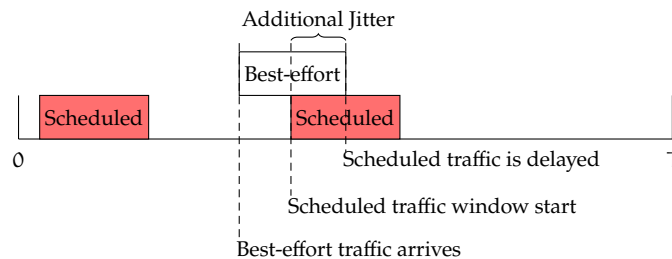 Additional Jitter
Best-effort
Scheduled
Scheduled
0
Scheduled traffic is delayed
Scheduled traffic window start
Best-effort traffic arrives